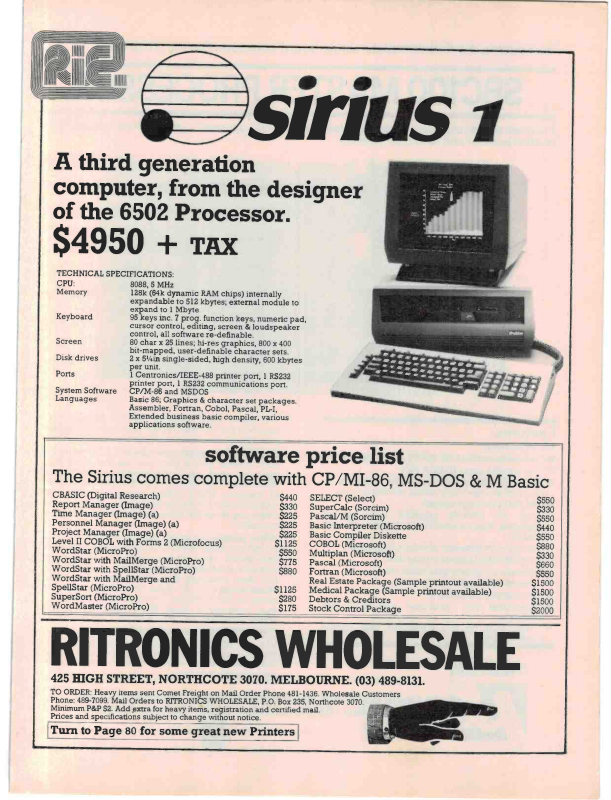 RIE.
sirius 1
A third generation
computer, from the designer
of the 6502 Processor.
$4950 + TAX
TECHNICAL SPECIFICATIONS:
CPU: 8088, 5 MHz
Memory 128k (64k dynamic RAM chips) internally
expandable to 512 kbytes; external module to
expand to 1 Mbyte
Keyboard 95 keys inc. 7 prog. function keys, numeric pad,
cursor control, editing, screen & loudspeaker
control, all software re-definable.
Screen 80 char x 25 lines; hi-res graphics, 800 x 400
bit-mapped, user-definable character sets.
Disk drives 2 x 5¼in single-sided, high density, 600 kbytes
per unit.
Ports 1 Centronics/IEEE-488 printer port, 1 RS232
printer port, 1 RS232 communications port.
System Software CP/M-86 and MSDOS
Languages Basic 86; Graphics & character set packages.
Assembler, Fortran, Cobol, Pascal, PL-I,
Extended business basic compiler, various
applications software.
software price list
The Sirius comes complete with CP/MI-86, MS-DOS & M Basic
CBASIC (Digital Research) $440
Report Manager (Image) $330
Time Manager (Image) (a) $225
Personnel Manager (Image) (a) $225
Project Manager (Image) (a) $225
Level II COBOL with Forms 2 (Microfocus) $1125
WordStar (MicroPro) $550
WordStar with MailMerge (MicroPro) $775
WordStar with SpellStar (MicroPro) $880
WordStar with MailMerge and
SpellStar (MicroPro) $1125
SuperSort (MicroPro) $280
WordMaster (MicroPro) $175
SELECT (Select) $550
SuperCalc (Sorcim) $330
Pascal/M (Sorcim) $550
Basic Interpreter (Microsoft) $440
Basic Compiler Diskette $550
COBOL (Microsoft) $880
Multiplan (Microsoft) $330
Pascal (Microsoft) $660
Fortran (Microsoft) $550
Real Estate Package (Sample printout available) $1500
Medical Package (Sample printout available) $1500
Debtors & Creditors $1500
Stock Control Package $2000
RITRONICS WHOLESALE
425 HIGH STREET, NORTHCOTE 3070. MELBOURNE. (03) 489-8131.
TO ORDER: Heavy items sent Comet Freight on Mail Order Phone 481-1436. Wholesale Customers
Phone: 489-7099. Mail Orders to RITRONICS WHOLESALE, P.O. Box 235, Northcote 3070.
Minimum P&P $2. Add extra for heavy items, registration and certified mail.
Prices and specifications subject to change without notice.
Turn to Page 80 for some great new Printers